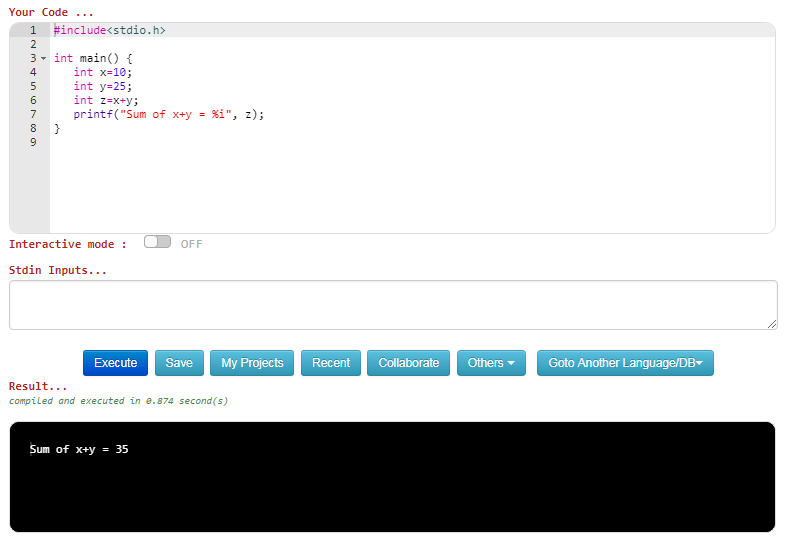 Your Code ...
1 #include<stdio.h>
2
3 int main() {
4 int x=10;
5 int y=25;
6 int z=x+y;
7 printf("Sum of x+y = %i", z);
8 }
9
Interactive mode : OFF
Stdin Inputs...
Execute Save My Projects Recent Collaborate Others Goto Another Language/DB
Result...
compiled and executed in 0.874 second(s)
Sum of x+y = 35